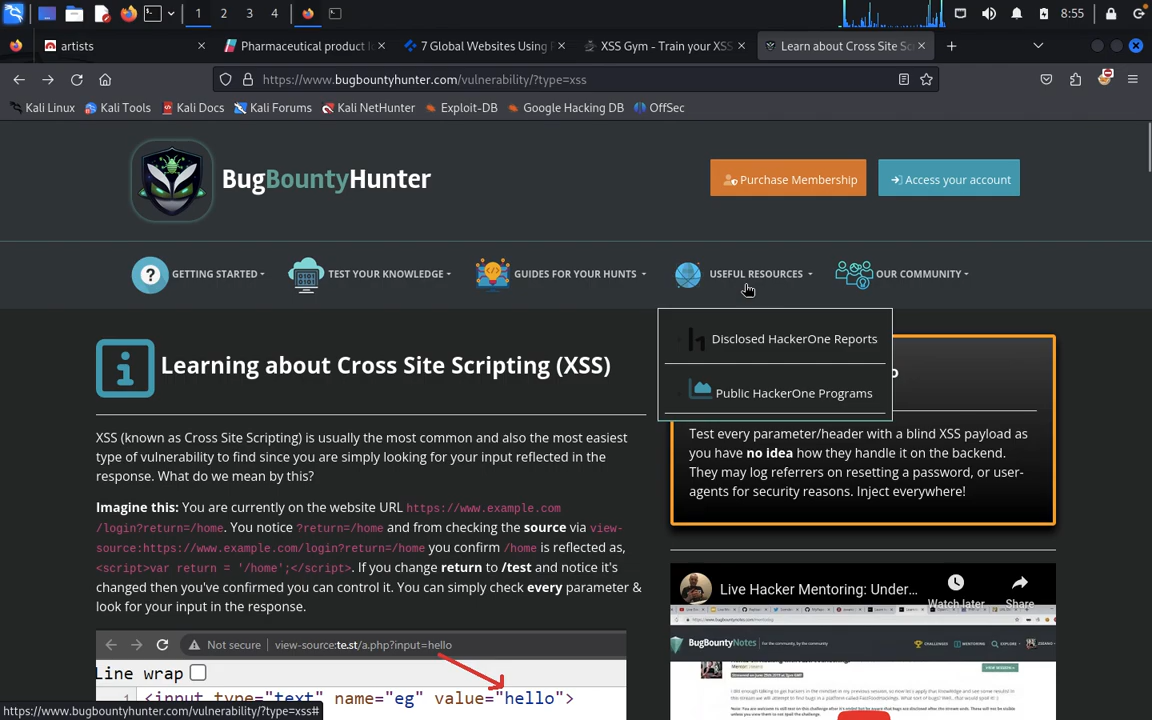 1
2
3
4
8:55
artists
Pharmaceutical product i
7 Global Websites Using
XSS Gym - Train your XSS
Learn about Cross Site Sc
https://www.bugbountyhunter.com/vulnerability/?type=xss
Kali Linux
Kali Tools
Kali Docs
Kali Forums
Kali NetHunter
Exploit-DB
Google Hacking DB
OffSec
BugBountyHunter
Purchase Membership
Access your account
GETTING STARTED
TEST YOUR KNOWLEDGE
GUIDES FOR YOUR HUNTS
USEFUL RESOURCES
OUR COMMUNITY
Disclosed HackerOne Reports
Public HackerOne Programs
Learning about Cross Site Scripting (XSS)
XSS (known as Cross Site Scripting) is usually the most common and also the most easiest
type of vulnerability to find since you are simply looking for your input reflected in the
response. What do we mean by this?
Imagine this: You are currently on the website URL https://www.example.com
/login?return=/home. You notice ?return=/home and from checking the source via view-
source:https://www.example.com/login?return=/home you confirm /home is reflected as,
<script>var return = '/home';</script>. If you change return to /test and notice it's
changed then you've confirmed you can control it. You can simply check every parameter &
look for your input in the response.
Not secure | view-source:te.st/a.php?input=hello
Line wrap
1 <input type="text" name="eg" value="hello">
o
Test every parameter/header with a blind XSS payload as
you have no idea how they handle it on the backend.
They may log referrers on resetting a password, or user-
agents for security reasons. Inject everywhere!
Live Hacker Mentoring: Under...
Watch later
Share
BugBountyNotes
https://www.bugbountyhunter.com/vulnerability/?type=xss#